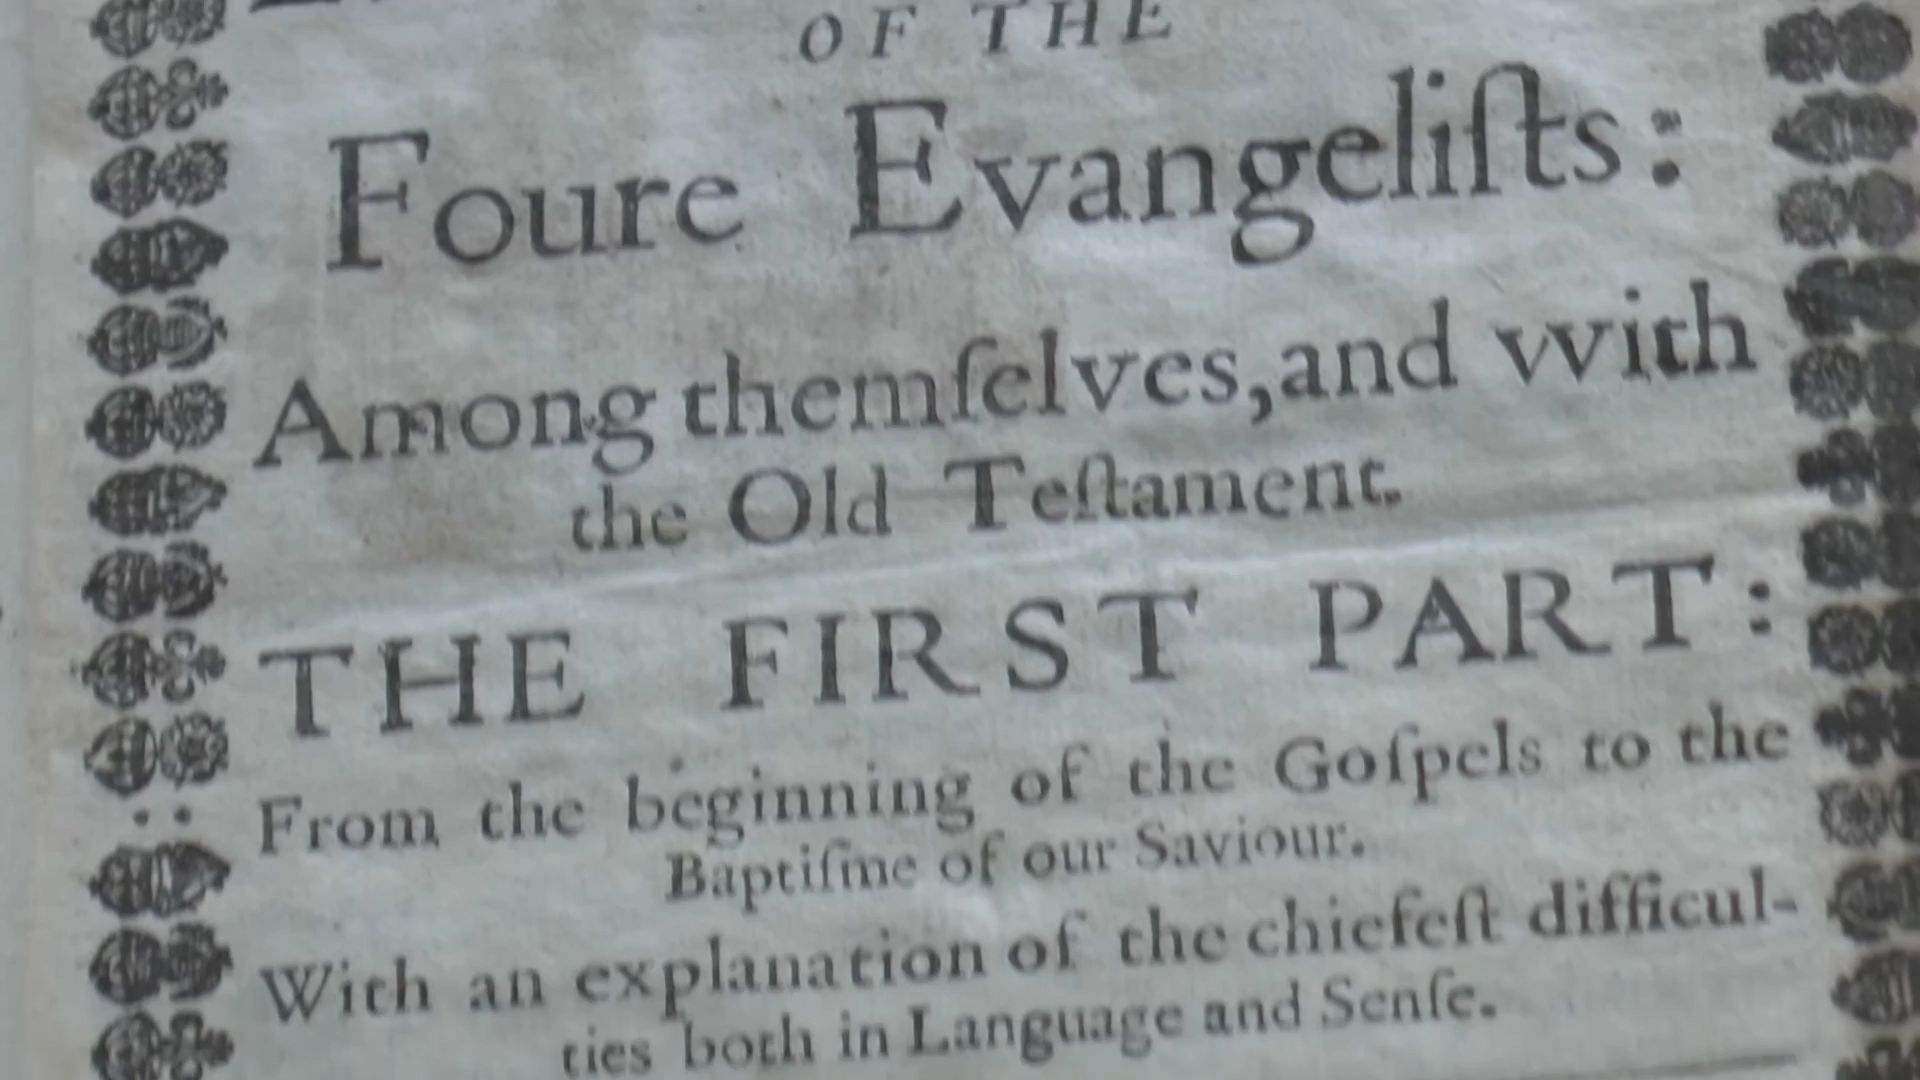 OF THE
Foure Evangeliſts:
Among themſelves, and vvith
the Old Teſtament.
THE FIRST PART:
From the beginning of the Goſpels to the
Baptiſme of our Saviour.
With an explanation of the chiefeſt difficul-
ties both in Language and Senſe.